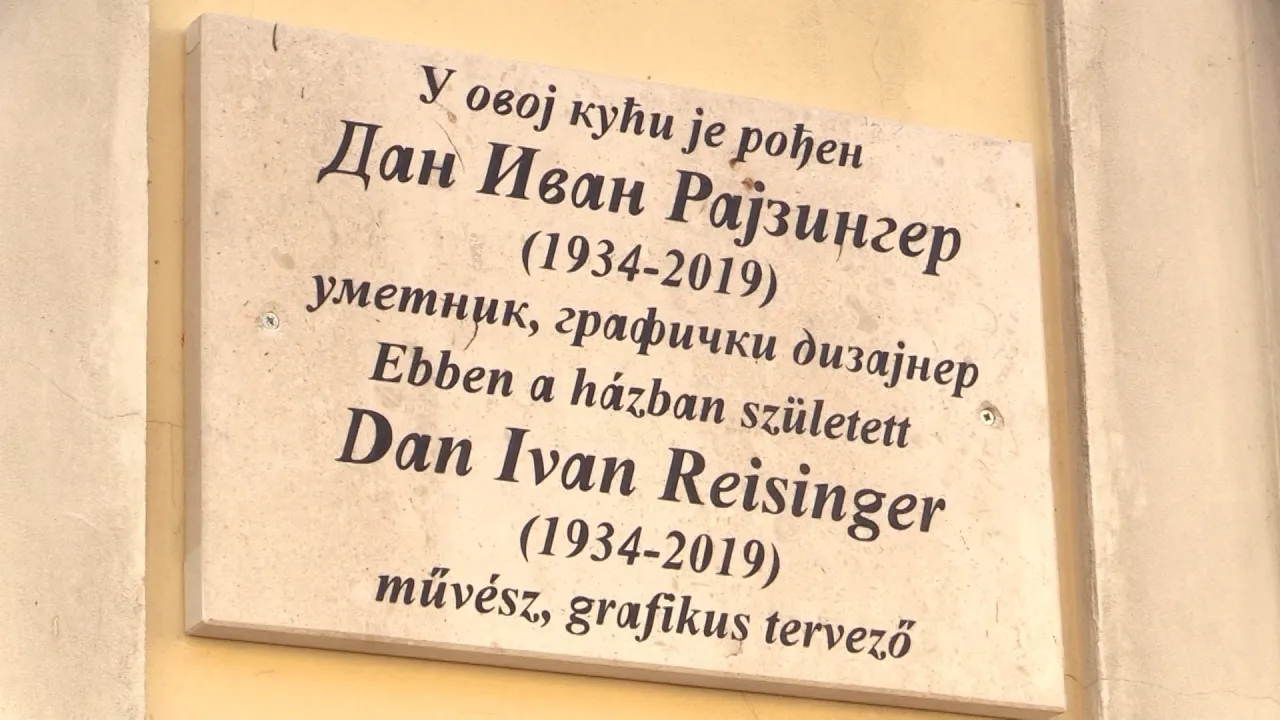 У овој кући је рођен
Дан Иван Рајзингер
(1934-2019)
уметник, графички дизајнер
Ebben a házban született
Dan Ivan Reisinger
(1934-2019)
művész, grafikus tervező